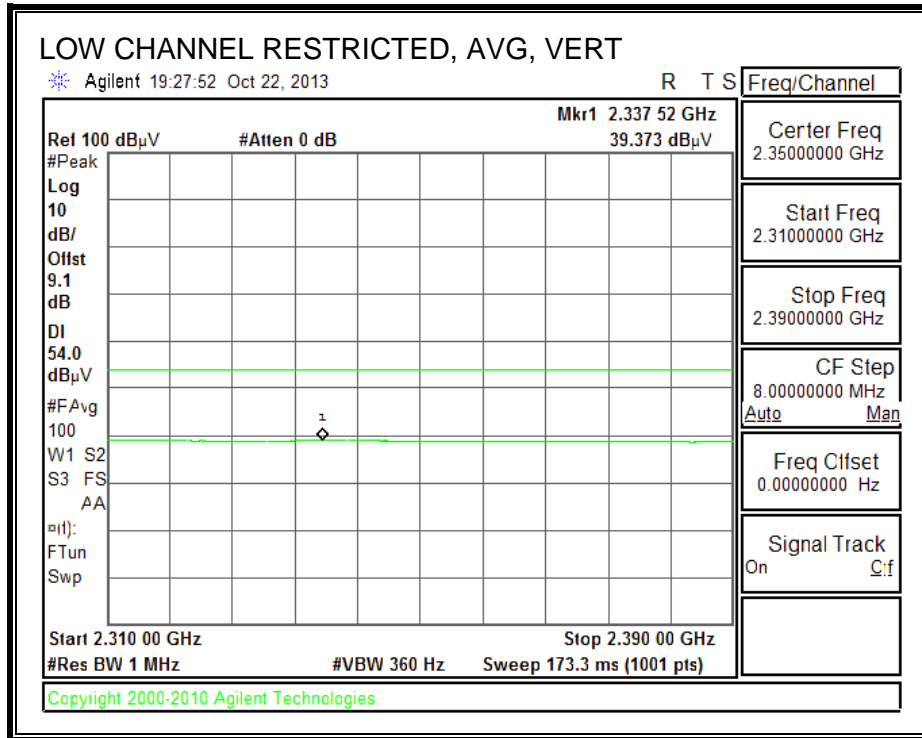 LOW CHANNEL RESTRICTED, AVG, VERT
Agilent 19:27:52 Oct 22, 2013 R T S
Freq/Channel
Mkr1 2.337 52 GHz
Ref 100 dBµV #Atten 0 dB 39.373 dBµV
#Peak
Log
10
dB/
Offst
9.1
dB
DI
54.0
dBµV
#FAvg
100
W1 S2
S3 FS
AA
¤(f):
FTun
Swp
1
Start 2.310 00 GHz Stop 2.390 00 GHz
#Res BW 1 MHz #VBW 360 Hz Sweep 173.3 ms (1001 pts)
Center Freq
2.35000000 GHz
Start Freq
2.31000000 GHz
Stop Freq
2.39000000 GHz
CF Step
8.00000000 MHz
Auto Man
Freq Offset
0.00000000 Hz
Signal Track
On Off
Copyright 2000-2010 Agilent Technologies